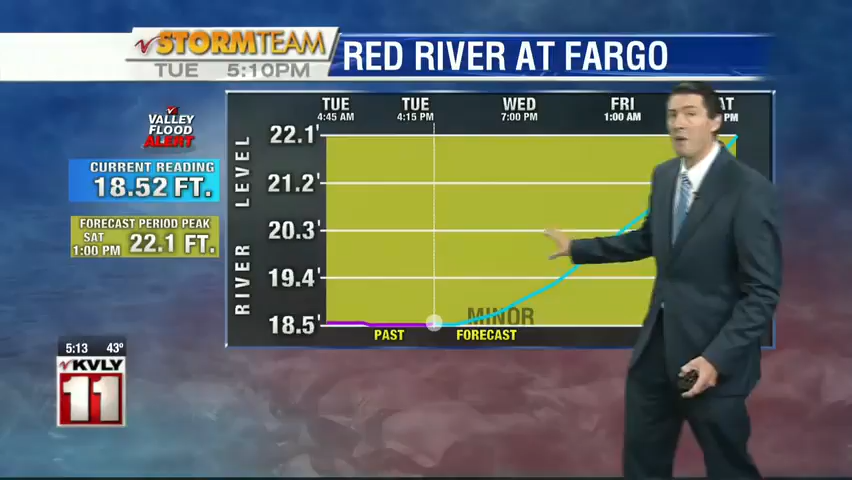 STORMTEAM
TUE 5:10PM
RED RIVER AT FARGO
VALLEY
FLOOD
ALERT
CURRENT READING
18.52 FT.
FORECAST PERIOD PEAK
SAT
1:00 PM
22.1 FT.
RIVER LEVEL
TUE
4:45 AM
TUE
4:15 PM
WED
7:00 PM
FRI
1:00 AM
PM
22.1'
21.2'
20.3'
19.4'
18.5'
MINOR
PAST
FORECAST
5:13 43°
KVLY
11